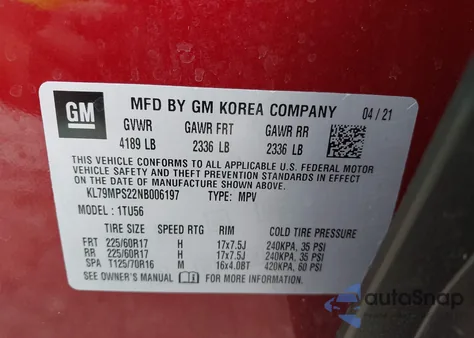 GM
MFD BY GM KOREA COMPANY 04/21
GVWR GAWR FRT GAWR RR
4189 LB 2336 LB 2336 LB
THIS VEHICLE CONFORMS TO ALL APPLICABLE U.S. FEDERAL MOTOR
VEHICLE SAFETY AND THEFT PREVENTION STANDARDS IN EFFECT ON THE
DATE OF MANUFACTURE SHOWN ABOVE.
KL79MPS22NB006197 TYPE: MPV
MODEL : 1TU56
TIRE SIZE SPEED RTG RIM COLD TIRE PRESSURE
FRT 225/60R17 H 17x7.5J 240KPA, 35 PSI
RR 225/60R17 H 17x7.5J 240KPA, 35 PSI
SPA T125/70R16 M 16x4.0BT 420KPA, 60 PSI
SEE OWNER'S MANUAL FOR MORE INFORMATION.
autoSnap